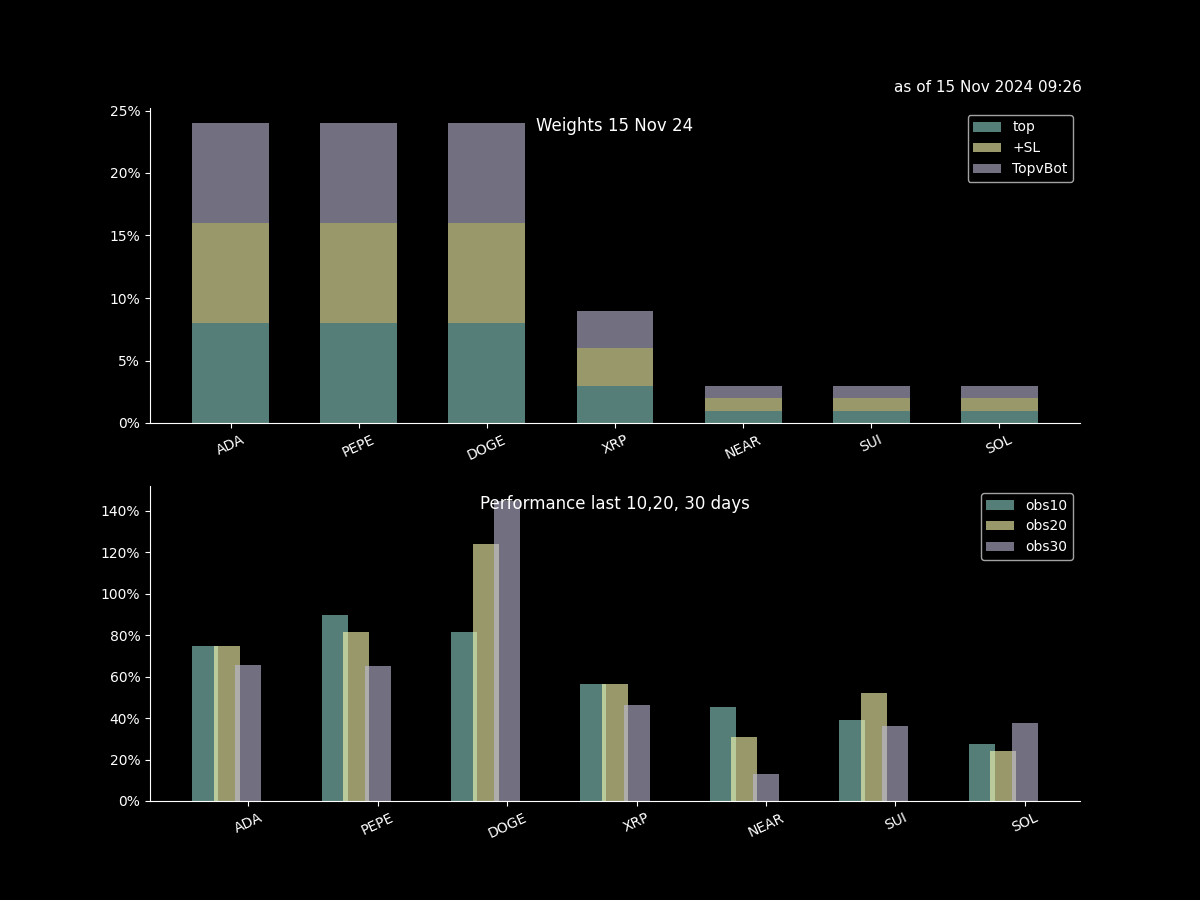 as of 15 Nov 2024 09:26
Weights 15 Nov 24
top
+SL
TopvBot
25%
20%
15%
10%
5%
0%
ADA PEPE DOGE XRP NEAR SUI SOL
Performance last 10,20, 30 days
obs10
obs20
obs30
140%
120%
100%
80%
60%
40%
20%
0%
ADA PEPE DOGE XRP NEAR SUI SOL